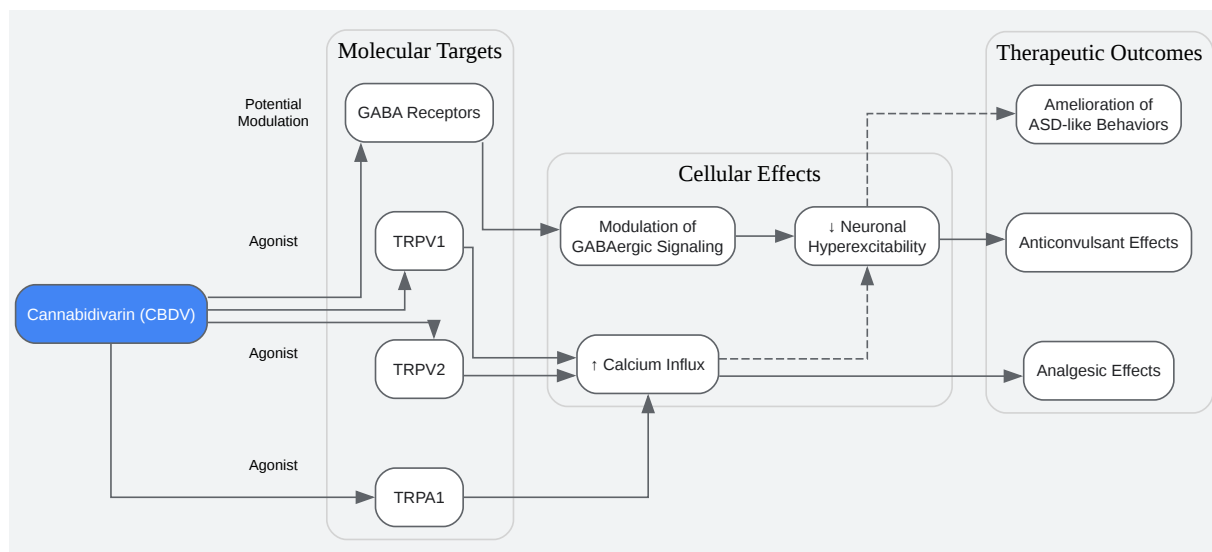 Molecular Targets
Therapeutic Outcomes
Potential
Modulation
GABA Receptors
Amelioration of
ASD-like Behaviors
Cellular Effects
Agonist
TRPV1
Modulation of
GABAergic Signaling
↓ Neuronal
Hyperexcitability
Anticonvulsant Effects
Cannabidivarin (CBDV)
Agonist
TRPV2
↑ Calcium Influx
Analgesic Effects
Agonist
TRPA1